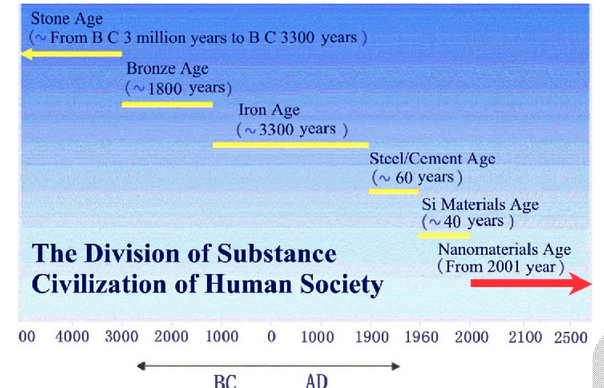 Stone Age
(~ From B C 3 million years to B C 3300 years )
Bronze Age
(~1800 years)
Iron Age
(~3300 years )
Steel/Cement Age
(~ 60 years)
Si Materials Age
(~40 years )
Nanomaterials Age
(From 2001 year)
The Division of Substance
Civilization of Human Society
00 4000 3000 2000 1000 0 1000 1900 1960 2000 2100 2500
BC AD